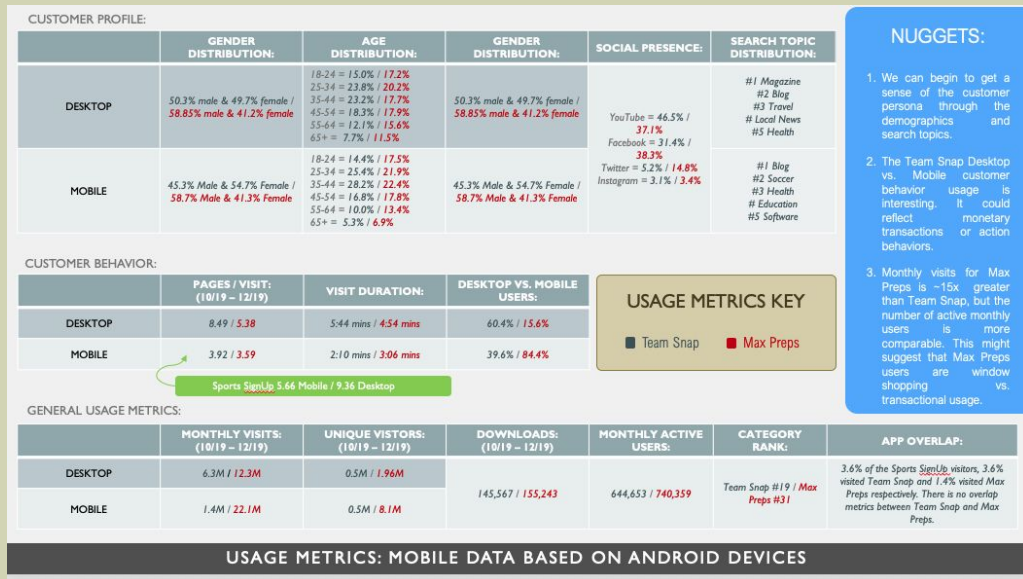 CUSTOMER PROFILE:
GENDER DISTRIBUTION:
AGE DISTRIBUTION:
GENDER DISTRIBUTION:
SOCIAL PRESENCE:
SEARCH TOPIC DISTRIBUTION:
DESKTOP
50.3% male & 49.7% female /
58.85% male & 41.2% female
18-24 = 15.0% / 17.2%
25-34 = 23.8% / 20.2%
35-44 = 23.2% / 17.7%
45-54 = 18.3% / 17.9%
55-64 = 12.1% / 15.6%
65+ = 7.7% / 11.5%
50.3% male & 49.7% female /
58.85% male & 41.2% female
YouTube = 46.5% /
37.1%
Facebook = 31.4% /
38.3%
Twitter = 5.2% / 14.8%
Instagram = 3.1% / 3.4%
#1 Magazine
#2 Blog
#3 Travel
# Local News
#5 Health
MOBILE
45.3% Male & 54.7% Female /
58.7% Male & 41.3% Female
18-24 = 14.4% / 17.5%
25-34 = 25.4% / 21.9%
35-44 = 28.2% / 22.4%
45-54 = 16.8% / 17.8%
55-64 = 10.0% / 13.4%
65+ = 5.3% / 6.9%
45.3% Male & 54.7% Female /
58.7% Male & 41.3% Female
#1 Blog
#2 Soccer
#3 Health
# Education
#5 Software
CUSTOMER BEHAVIOR:
PAGES / VISIT:
(10/19 – 12/19)
VISIT DURATION:
DESKTOP VS. MOBILE
USERS:
DESKTOP
8.49 / 5.38
5:44 mins / 4:54 mins
60.4% / 15.6%
MOBILE
3.92 / 3.59
2:10 mins / 3:06 mins
39.6% / 84.4%
Sports SignUp 5.66 Mobile / 9.36 Desktop
USAGE METRICS KEY
Team Snap
Max Preps
GENERAL USAGE METRICS:
MONTHLY VISITS:
(10/19 – 12/19)
UNIQUE VISTORS:
(10/19 – 12/19)
DOWNLOADS:
(10/19 – 12/19)
MONTHLY ACTIVE
USERS:
CATEGORY
RANK:
APP OVERLAP:
DESKTOP
6.3M / 12.3M
0.5M / 1.96M
145,567 / 155,243
644,653 / 740,359
Team Snap #19 / Max
Preps #31
3.6% of the Sports SignUp visitors, 3.6%
visited Team Snap and 1.4% visited Max
Preps respectively. There is no overlap
metrics between Team Snap and Max
Preps.
MOBILE
1.4M / 22.1M
0.5M / 8.1M
NUGGETS:
1. We can begin to get a
sense of the customer
persona through the
demographics and
search topics.
2. The Team Snap Desktop
vs. Mobile customer
behavior usage is
interesting. It could
reflect monetary
transactions or action
behaviors.
3. Monthly visits for Max
Preps is ~15x greater
than Team Snap, but the
number of active monthly
users is more
comparable. This might
suggest that Max Preps
users are window
shopping vs.
transactional usage.
USAGE METRICS: MOBILE DATA BASED ON ANDROID DEVICES